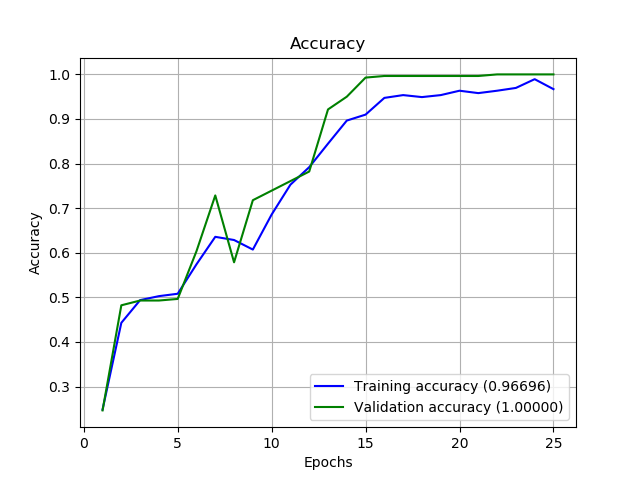 Accuracy
1.0
0.9
0.8
0.7
0.6
0.5
0.4
0.3
Accuracy
Training accuracy (0.96696)
Validation accuracy (1.00000)
0 5 10 15 20 25
Epochs